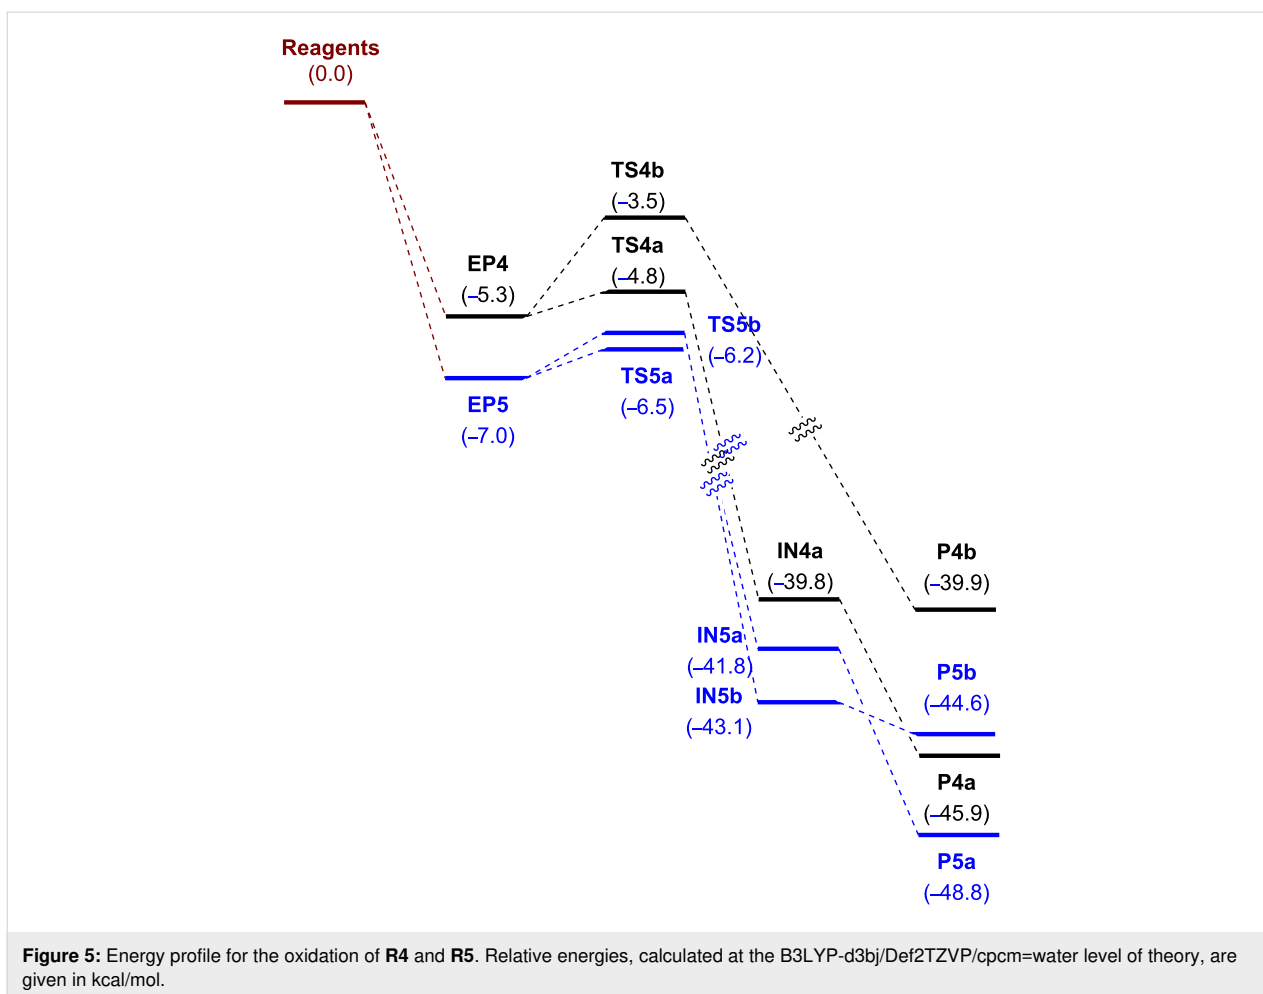 Reagents
(0.0)
TS4b
(–3.5)
TS4a
(–4.8)
EP4
(–5.3)
TS5b
(–6.2)
TS5a
(–6.5)
EP5
(–7.0)
IN4a
(–39.8)
P4b
(–39.9)
IN5a
(–41.8)
IN5b
(–43.1)
P5b
(–44.6)
P4a
(–45.9)
P5a
(–48.8)
Figure 5: Energy profile for the oxidation of R4 and R5. Relative energies, calculated at the B3LYP-d3bj/Def2TZVP/cpcm=water level of theory, are
given in kcal/mol.